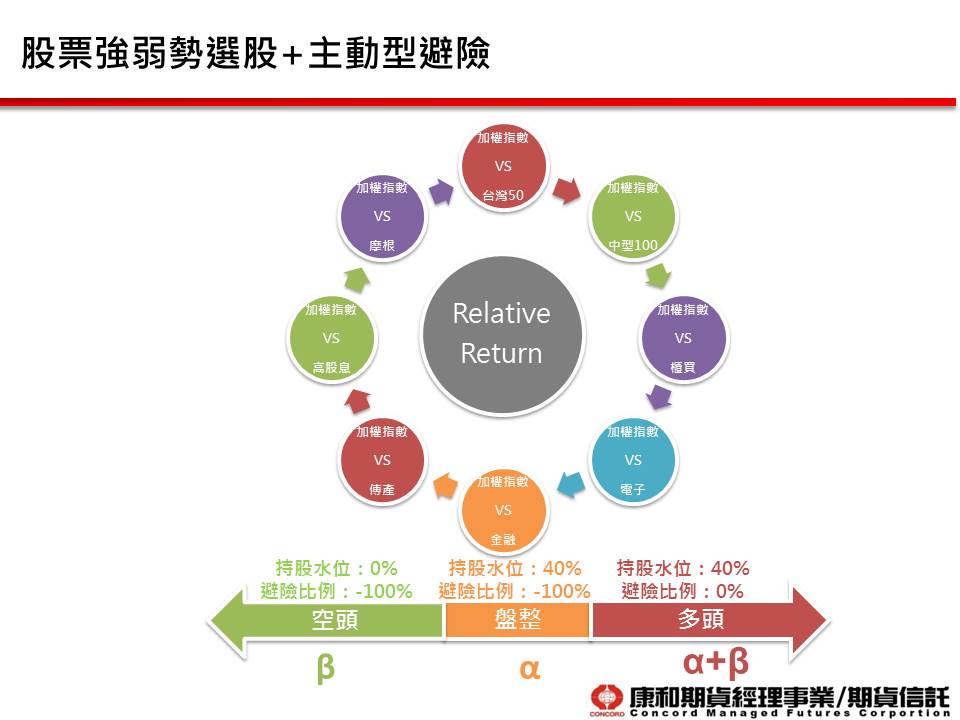 股票強弱勢選股+主動型避險
加權指數
VS
台灣50
加權指數
VS
中型100
加權指數
VS
櫃買
加權指數
VS
電子
加權指數
VS
金融
加權指數
VS
傳產
加權指數
VS
高股息
加權指數
VS
摩根
Relative
Return
持股水位：0%
避險比例：-100%
持股水位：40%
避險比例：-100%
持股水位：40%
避險比例：0%
空頭
盤整
多頭
β
α
α+β
CONCORD
康和期貨經理事業/期貨信託
Concord Managed Futures Corportion